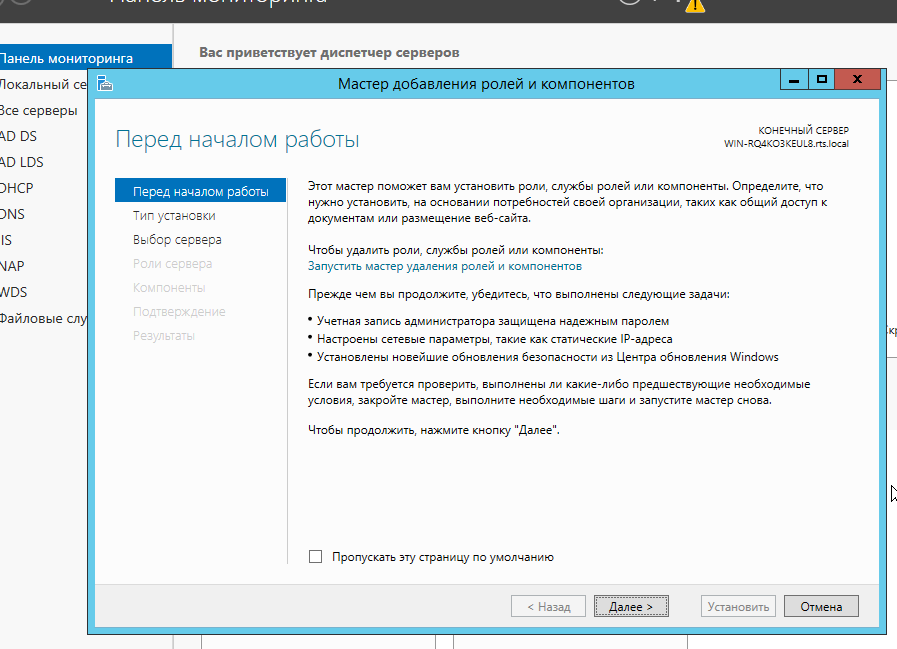 Панель мониторинга
Вас приветствует диспетчер серверов
Панель мониторинга
Локальный се
Все серверы
AD DS
AD LDS
DHCP
DNS
IIS
NAP
WDS
Файловые слу
Мастер добавления ролей и компонентов
Перед началом работы
КОНЕЧНЫЙ СЕРВЕР
WIN-RQ4KO3KEUL8.rts.local
Перед началом работы
Тип установки
Выбор сервера
Роли сервера
Компоненты
Подтверждение
Результаты
Этот мастер поможет вам установить роли, службы ролей или компоненты. Определите, что
нужно установить, на основании потребностей своей организации, таких как общий доступ к
документам или размещение веб-сайта.
Чтобы удалить роли, службы ролей или компоненты:
Запустить мастер удаления ролей и компонентов
Прежде чем вы продолжите, убедитесь, что выполнены следующие задачи:
• Учетная запись администратора защищена надежным паролем
• Настроены сетевые параметры, такие как статические IP-адреса
• Установлены новейшие обновления безопасности из Центра обновления Windows
Если вам требуется проверить, выполнены ли какие-либо предшествующие необходимые
условия, закройте мастер, выполните необходимые шаги и запустите мастер снова.
Чтобы продолжить, нажмите кнопку "Далее".
Пропускать эту страницу по умолчанию
< Назад
Далее >
Установить
Отмена